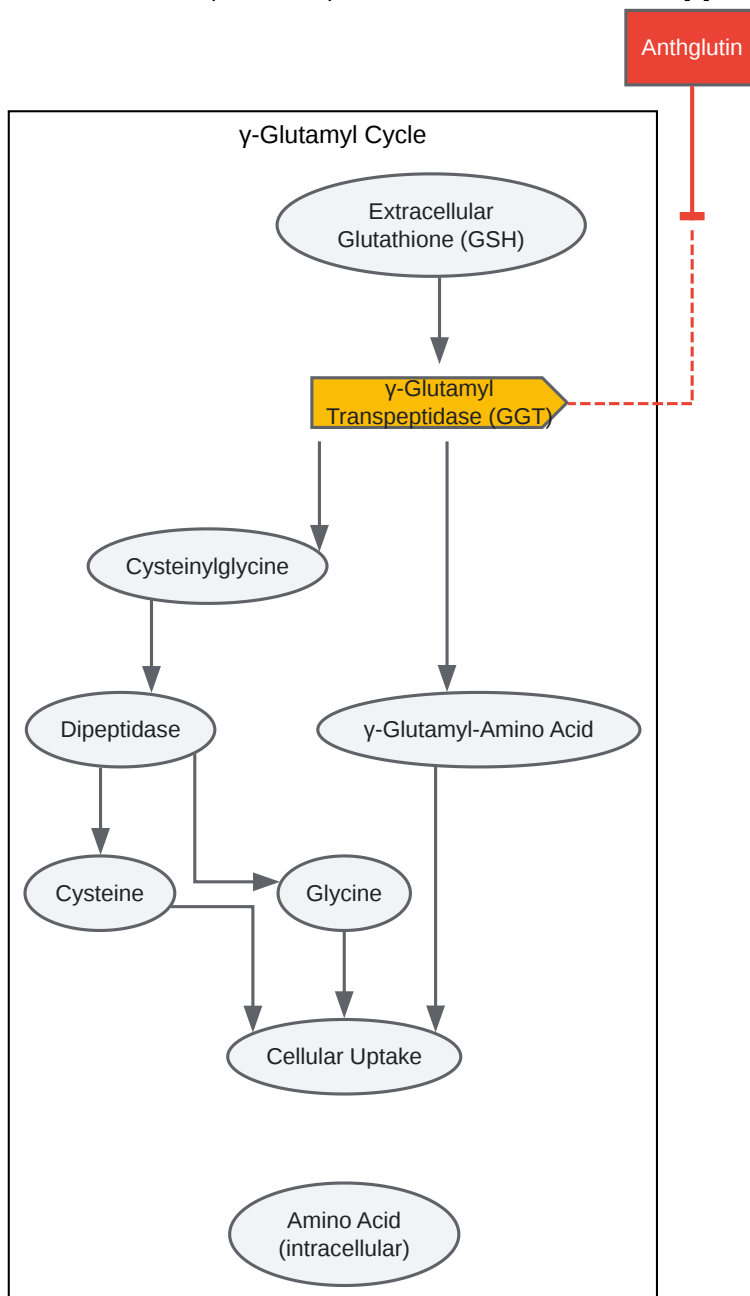 Anthglutin
γ-Glutamyl Cycle
Extracellular
Glutathione (GSH)
γ-Glutamyl
Transpeptidase (GGT)
Cysteinylglycine
Dipeptidase
γ-Glutamyl-Amino Acid
Cysteine
Glycine
Cellular Uptake
Amino Acid
(intracellular)